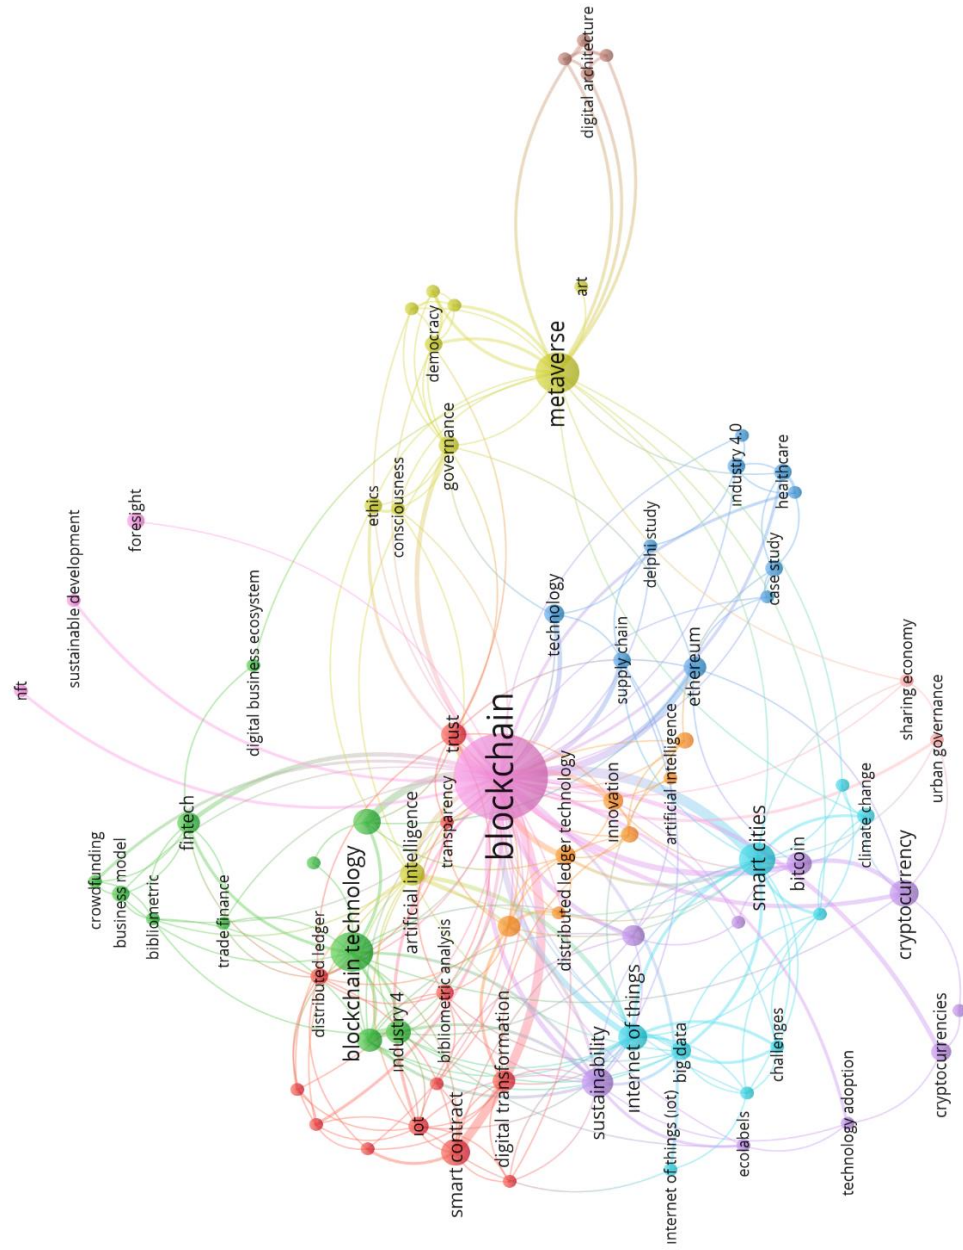 digital architecture
art
metaverse
democracy
governance
ethics
consciousness
industry 4.0
healthcare
foresight
sustainable development
delphi study
case study
technology
digital business ecosystem
nft
supply chain
ethereum
sharing economy
urban governance
trust
blockchain
transparency
fintech
innovation
artificial intelligence
distributed ledger technology
climate change
crowdfunding
business model
bibliometric
trade finance
blockchain technology
artificial intelligence
smart cities
bitcoin
cryptocurrency
distributed ledger
industry 4
bibliometric analysis
digital transformation
internet of things
sustainability
big data
challenges
cryptocurrencies
iot
smart contract
internet of things (iot)
ecolabels
technology adoption